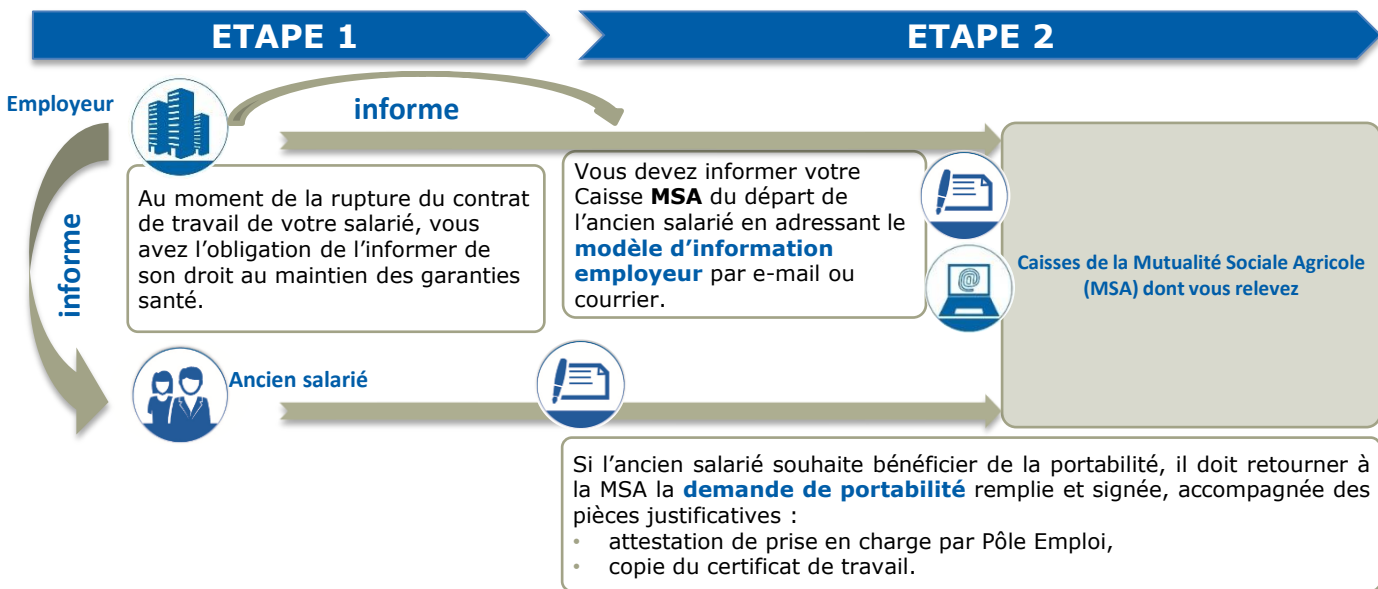 ETAPE 1
ETAPE 2
Employeur
informe
informe
Au moment de la rupture du contrat
de travail de votre salarié, vous
avez l’obligation de l’informer de
son droit au maintien des garanties
santé.
Vous devez informer votre
Caisse MSA du départ de
l’ancien salarié en adressant le
modèle d’information
employeur par e-mail ou
courrier.
@
Caisses de la Mutualité Sociale Agricole
(MSA) dont vous relevez
Ancien salarié
Si l’ancien salarié souhaite bénéficier de la portabilité, il doit retourner à
la MSA la demande de portabilité remplie et signée, accompagnée des
pièces justificatives :
• attestation de prise en charge par Pôle Emploi,
• copie du certificat de travail.